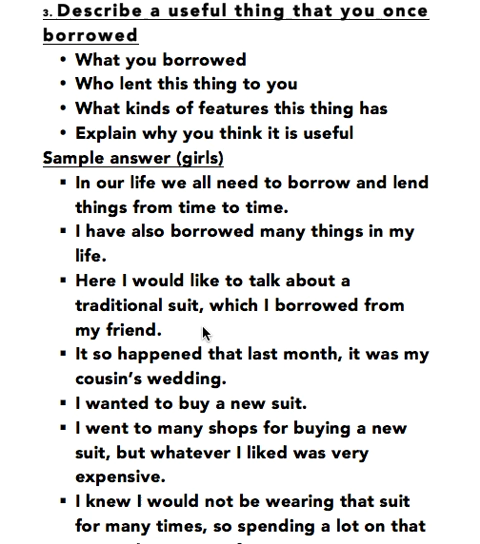 3. Describe a useful thing that you once
borrowed
• What you borrowed
• Who lent this thing to you
• What kinds of features this thing has
• Explain why you think it is useful
Sample answer (girls)
▪ In our life we all need to borrow and lend
things from time to time.
▪ I have also borrowed many things in my
life.
▪ Here I would like to talk about a
traditional suit, which I borrowed from
my friend.
▪ It so happened that last month, it was my
cousin’s wedding.
▪ I wanted to buy a new suit.
▪ I went to many shops for buying a new
suit, but whatever I liked was very
expensive.
▪ I knew I would not be wearing that suit
for many times, so spending a lot on that